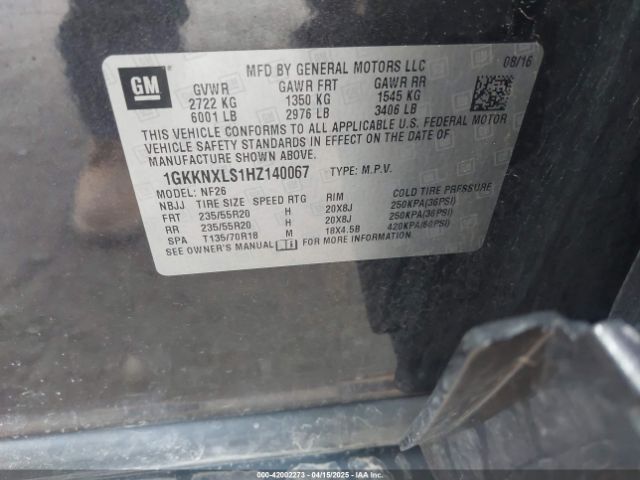 GM
MFD BY GENERAL MOTORS LLC
08/16
GVWR GAWR FRT GAWR RR
2722 KG 1350 KG 1545 KG
6001 LB 2976 LB 3406 LB
THIS VEHICLE CONFORMS TO ALL APPLICABLE U.S. FEDERAL MOTOR
VEHICLE SAFETY STANDARDS IN EFFECT ON THE DATE OF
MANUFACTURE SHOWN ABOVE.
1GKKNXLS1HZ140067 TYPE: M.P.V.
MODEL: NF26
NBJJ TIRE SIZE SPEED RTG RIM COLD TIRE PRESSURE
FRT 235/55R20 H 20X8J 250KPA(36PSI)
RR 235/55R20 H 20X8J 250KPA(36PSI)
SPA T135/70R18 M 18X4.5B 420KPA(60PSI)
SEE OWNER'S MANUAL i FOR MORE INFORMATION.
000-42002273 - 04/15/2025 - Copyright IAA, LLC